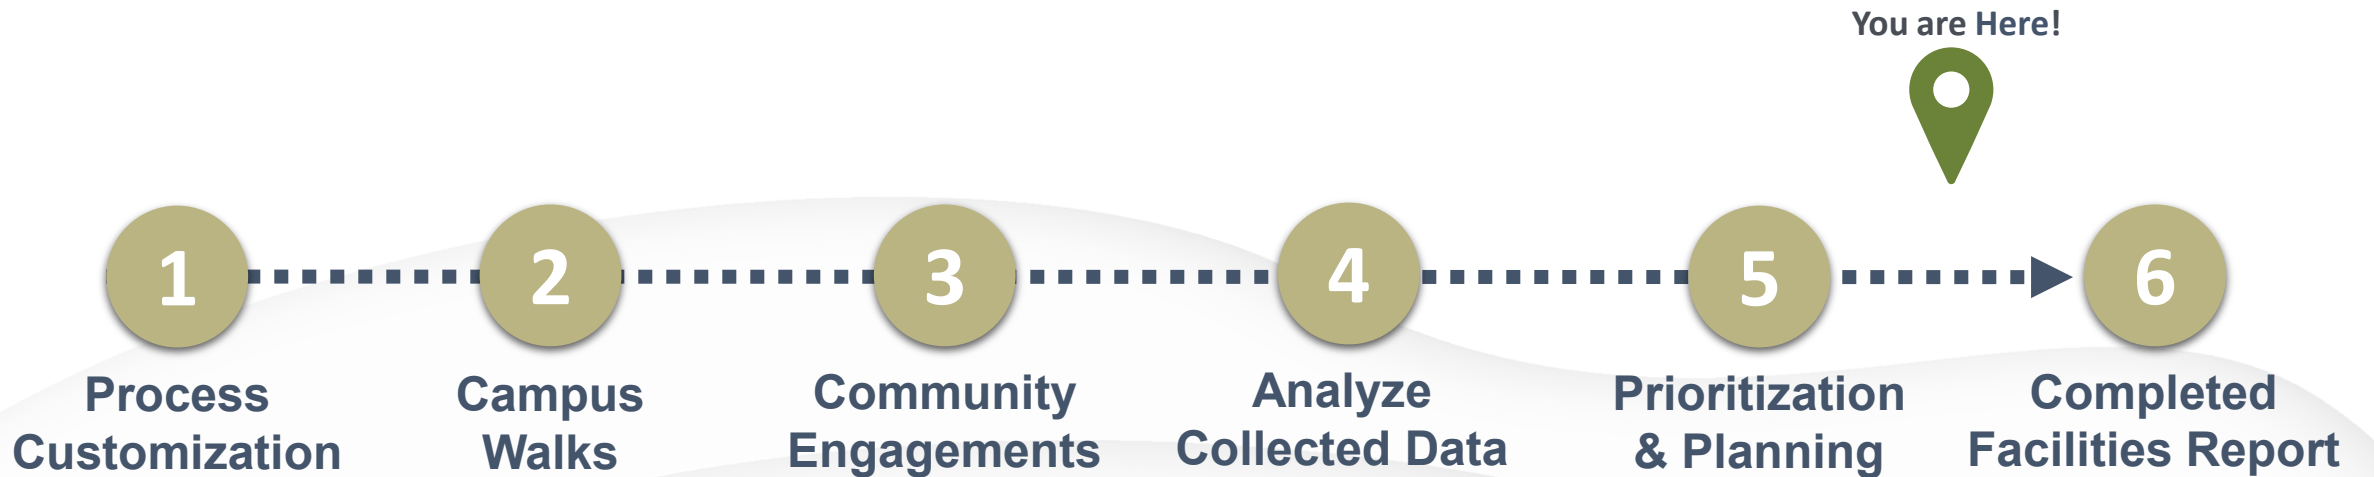 You are Here!
1
2
3
4
5
6
Process
Customization
Campus
Walks
Community
Engagements
Analyze
Collected Data
Prioritization
& Planning
Completed
Facilities Report